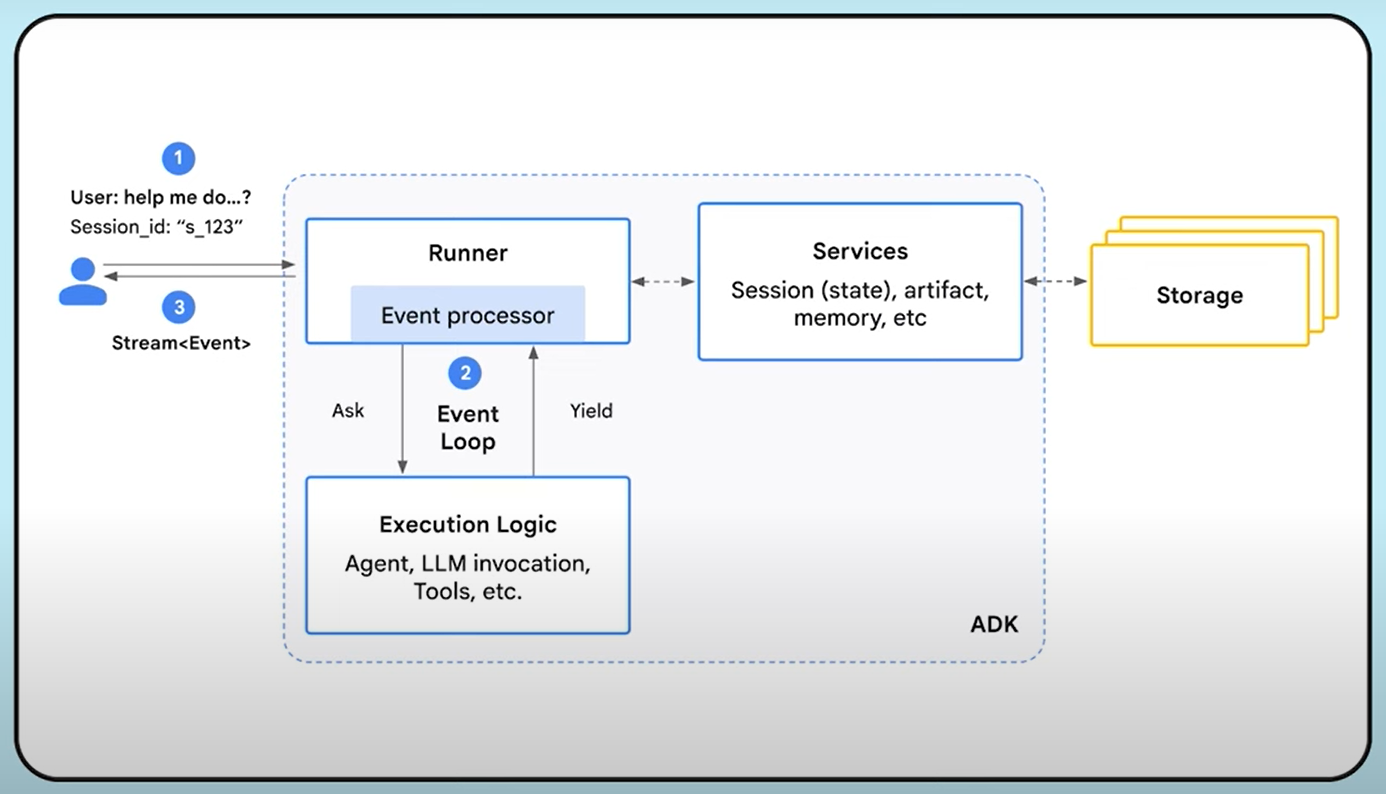 1
User: help me do...?
Session_id: “s_123”
3
Stream<Event>
Runner
Event processor
2
Ask
Event
Loop
Yield
Execution Logic
Agent, LLM invocation,
Tools, etc.
Services
Session (state), artifact,
memory, etc
Storage
ADK